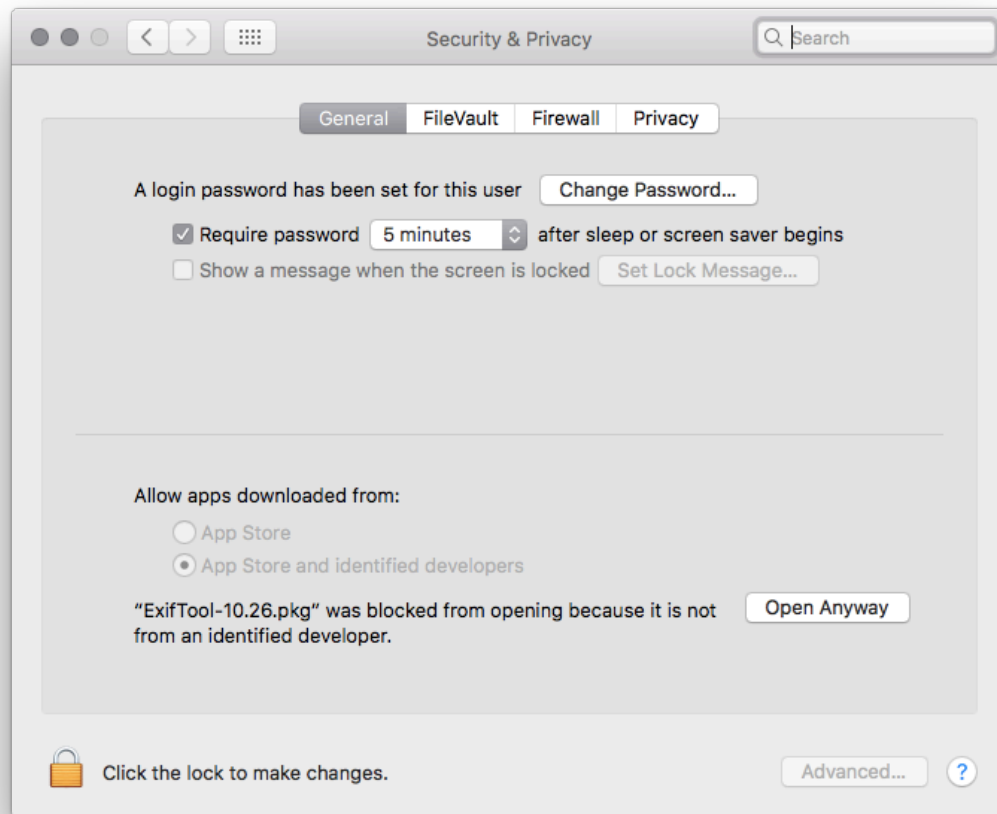 Security & Privacy
Search
General FileVault Firewall Privacy
A login password has been set for this user Change Password...
Require password 5 minutes after sleep or screen saver begins
Show a message when the screen is locked Set Lock Message...
Allow apps downloaded from:
App Store
App Store and identified developers
“ExifTool-10.26.pkg“ was blocked from opening because it is not Open Anyway
from an identified developer.
Click the lock to make changes. Advanced... ?